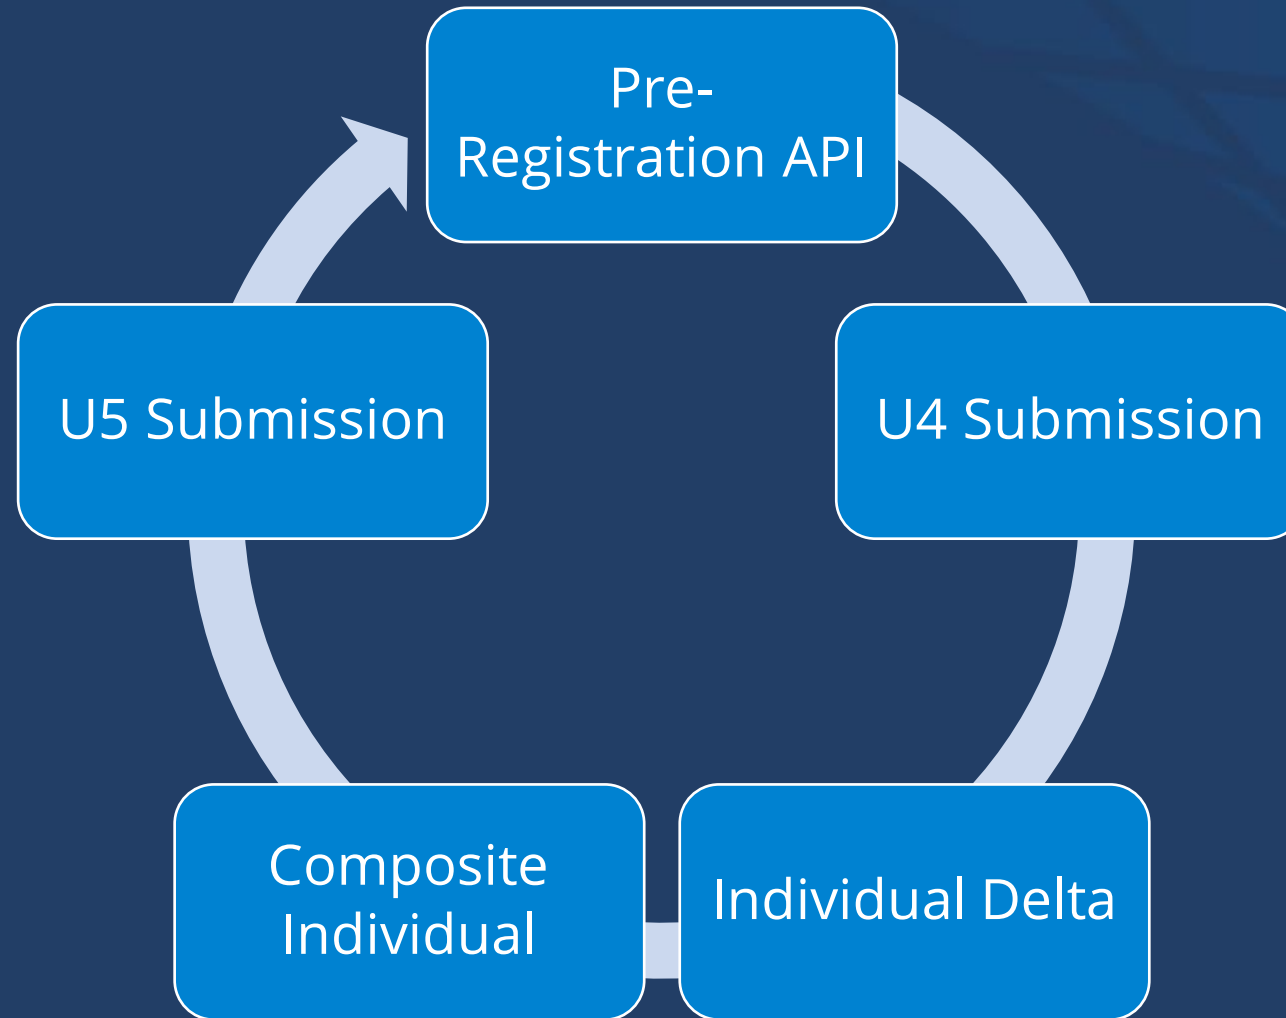 Pre-
Registration API
U5 Submission
U4 Submission
Composite
Individual
Individual Delta